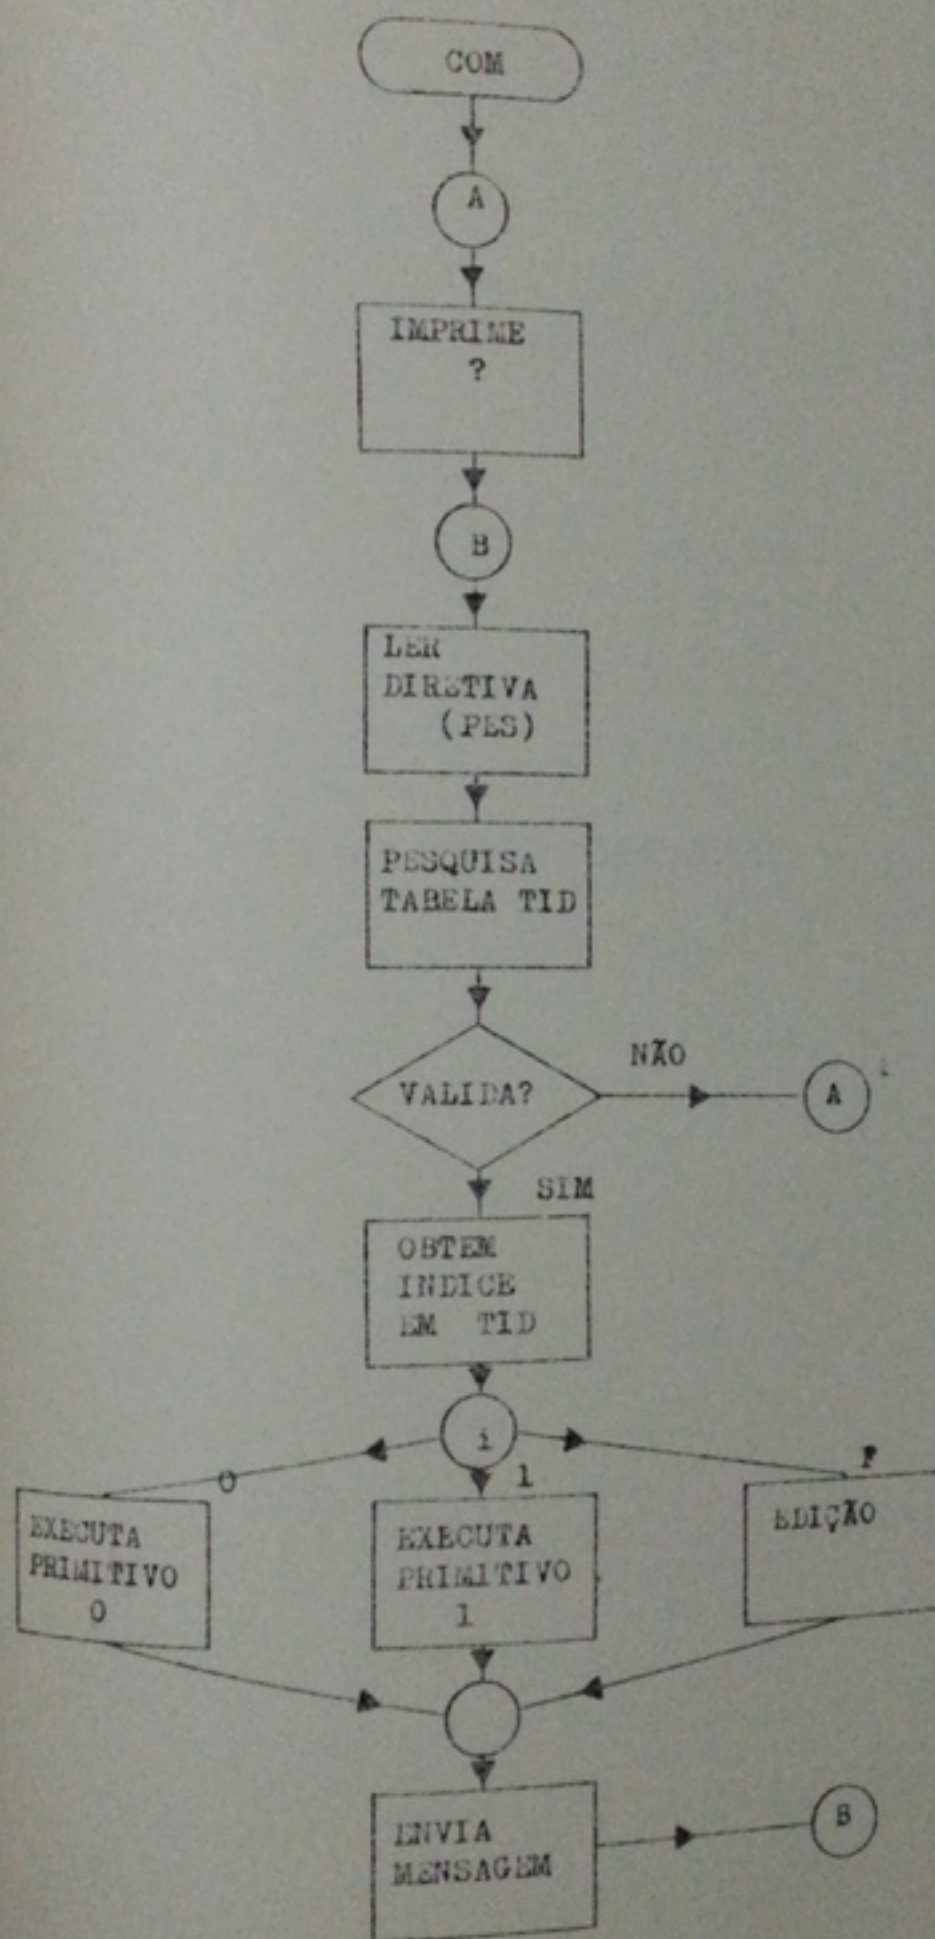 COM
A
IMPRIME
?
B
LER
DIRETIVA
(PES)
PESQUISA
TABELA TID
VALIDA?
NÃO
A
SIM
OBTEM
INDICE
EM TID
i
0
1
F
EXECUTA
PRIMITIVO
0
EXECUTA
PRIMITIVO
1
EDIÇÃO
ENVIA
MENSAGEM
B